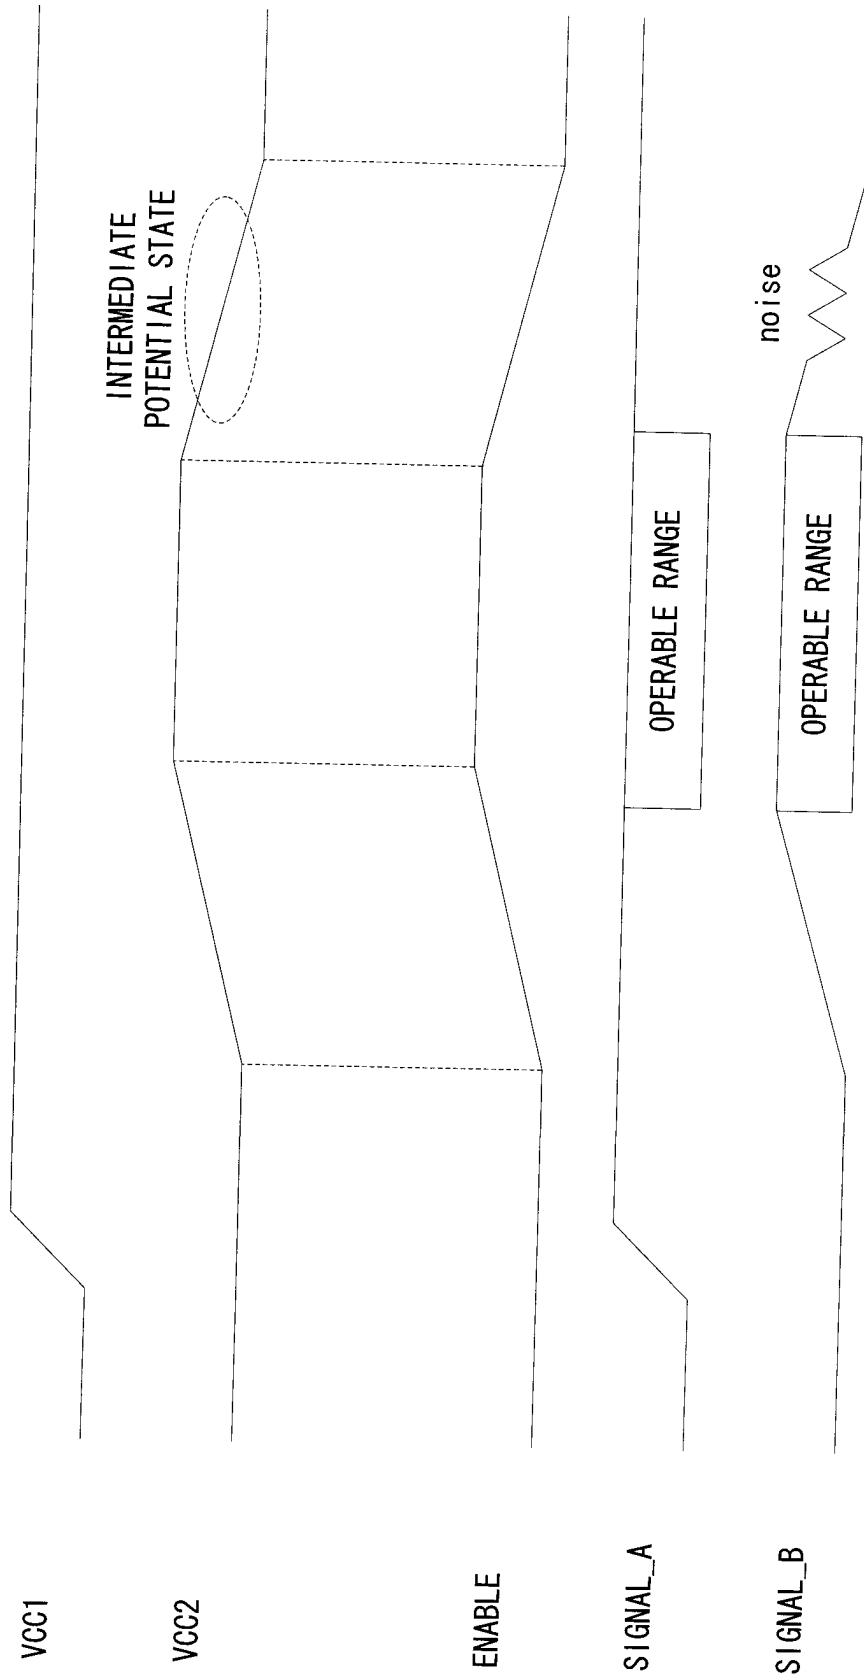 VCC1
INTERMEDIATE
POTENTIAL STATE
VCC2
ENABLE
SIGNAL_A
OPERABLE RANGE
SIGNAL_B
OPERABLE RANGE
noise